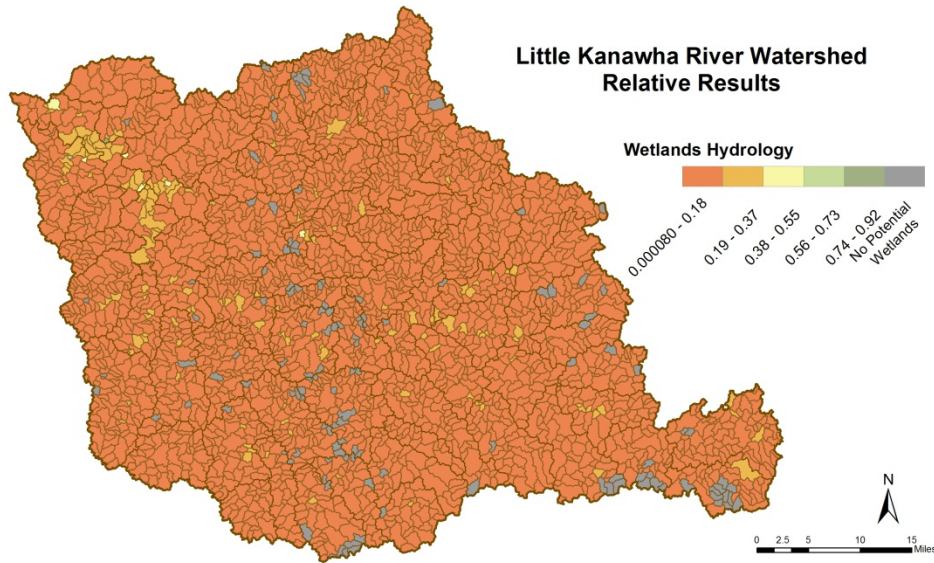 Little Kanawha River Watershed
Relative Results
Wetlands Hydrology
0.000080 - 0.18
0.19 - 0.37
0.38 - 0.55
0.56 - 0.73
0.74 - 0.92
No Potential
Wetlands
N
0 2.5 5 10 15
Miles